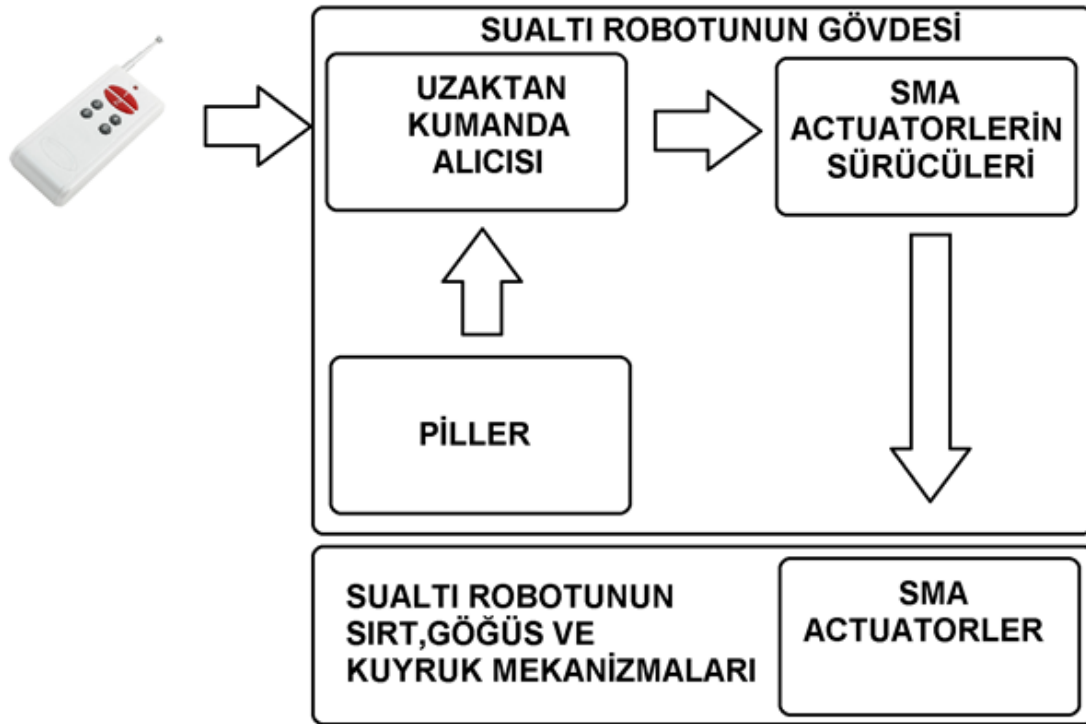 SUALTI ROBOTUNUN GÖVDESİ
UZAKTAN
KUMANDA
ALICISI
SMA
ACTUATORLERİN
SÜRÜCÜLERİ
PİLLER
SUALTI ROBOTUNUN
SIRT,GÖĞÜS VE
KUYRUK MEKANİZMALARI
SMA
ACTUATORLER